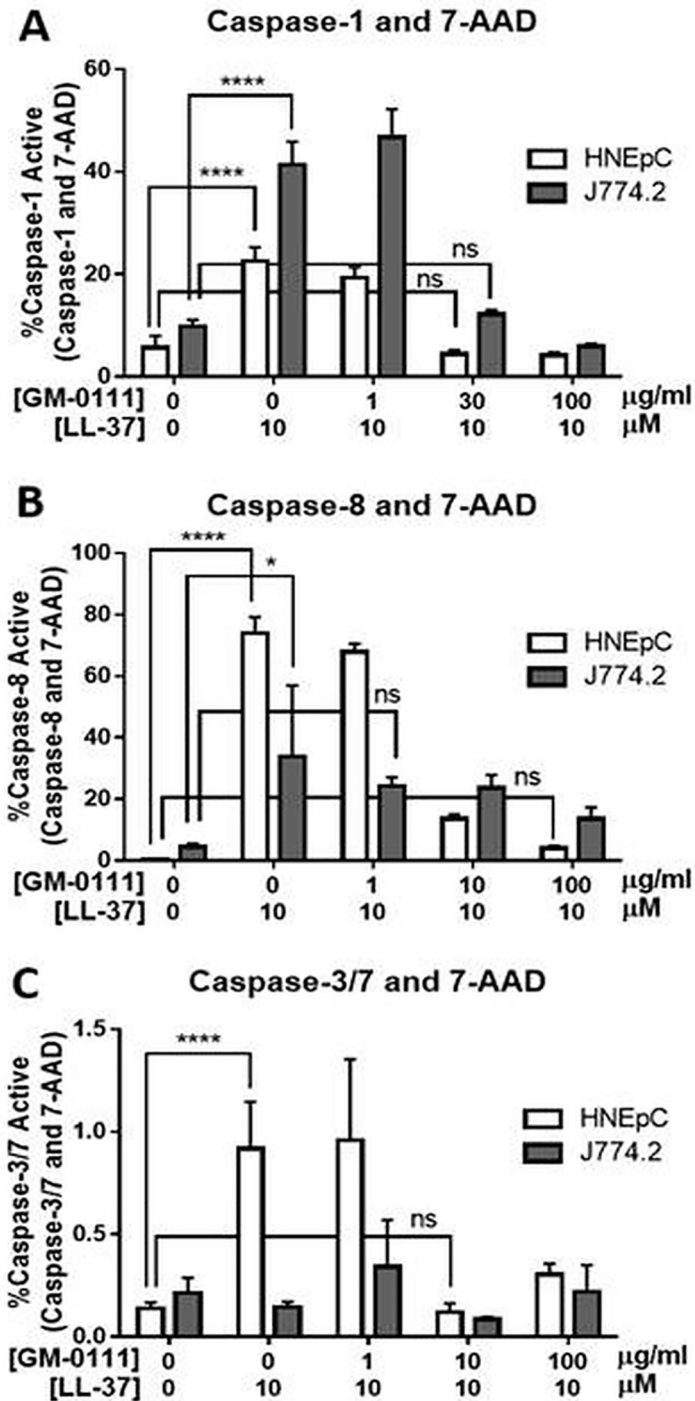 A
Caspase-1 and 7-AAD
%Caspase-1 Active
(Caspase-1 and 7-AAD)
60
40
20
0
****
****
ns
ns
HNEpC
J774.2
[GM-0111] 0 0 1 30 100 µg/ml
[LL-37] 0 10 10 10 10 µM
B
Caspase-8 and 7-AAD
%Caspase-8 Active
(Caspase-8 and 7-AAD)
100
80
60
40
20
0
****
*
ns
ns
HNEpC
J774.2
[GM-0111] 0 0 1 10 100 µg/ml
[LL-37] 0 10 10 10 10 µM
C
Caspase-3/7 and 7-AAD
%Caspase-3/7 Active
(Caspase-3/7 and 7-AAD)
1.5
1.0
0.5
0.0
****
ns
HNEpC
J774.2
[GM-0111] 0 0 1 10 100 µg/ml
[LL-37] 0 10 10 10 10 µM